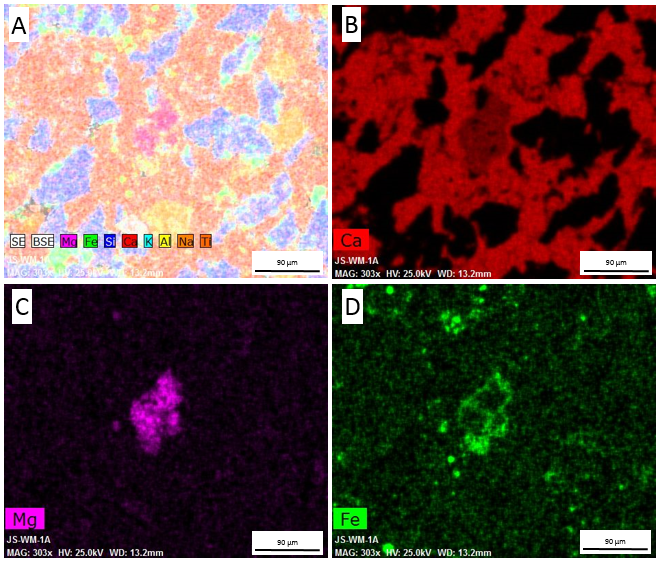 A
SE BSE Mg Fe Si Ca K Al Na Ti
90 µm
B
Ca
JS-WM-1A
MAG: 303x HV: 25.0kV WD: 13.2mm
90 µm
C
Mg
JS-WM-1A
MAG: 303x HV: 25.0kV WD: 13.2mm
90 µm
D
Fe
JS-WM-1A
MAG: 303x HV: 25.0kV WD: 13.2mm
90 µm